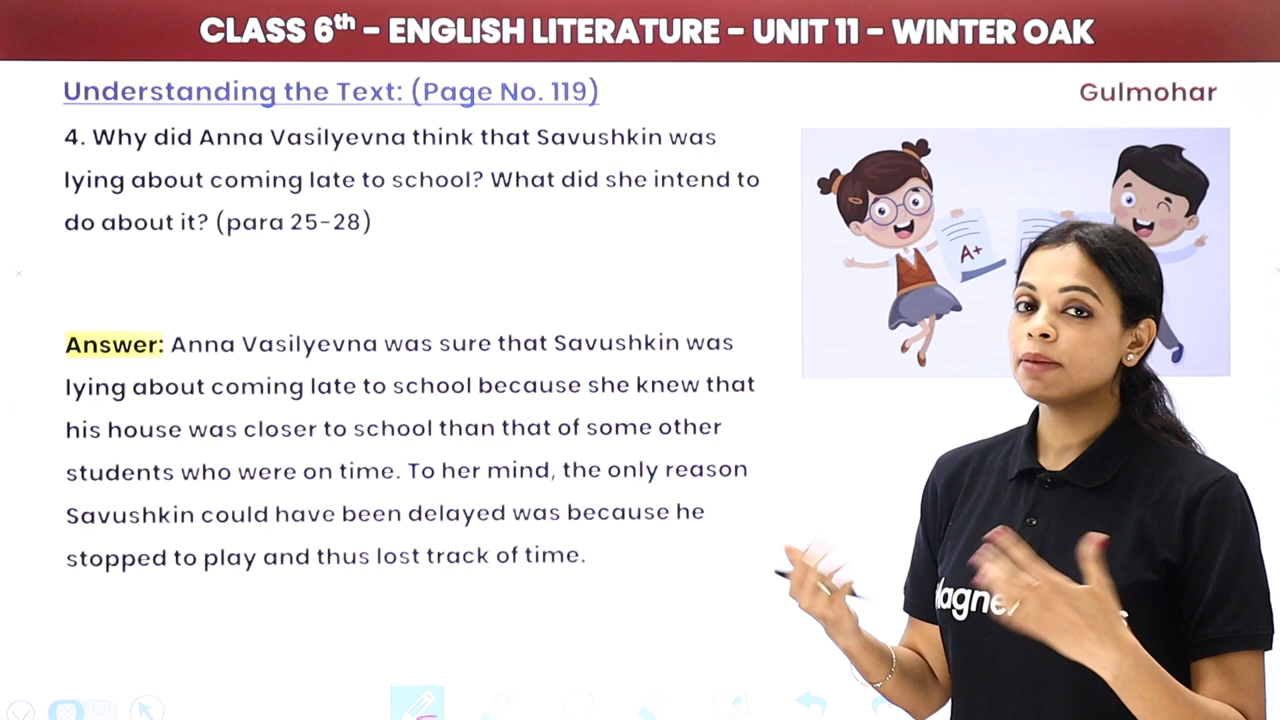 CLASS 6th – ENGLISH LITERATURE – UNIT 11 – WINTER OAK
Understanding the Text: (Page No. 119)
Gulmohar
4. Why did Anna Vasilyevna think that Savushkin was
lying about coming late to school? What did she intend to
do about it? (para 25-28)
A+
Answer: Anna Vasilyevna was sure that Savushkin was
lying about coming late to school because she knew that
his house was closer to school than that of some other
students who were on time. To her mind, the only reason
Savushkin could have been delayed was because he
stopped to play and thus lost track of time.